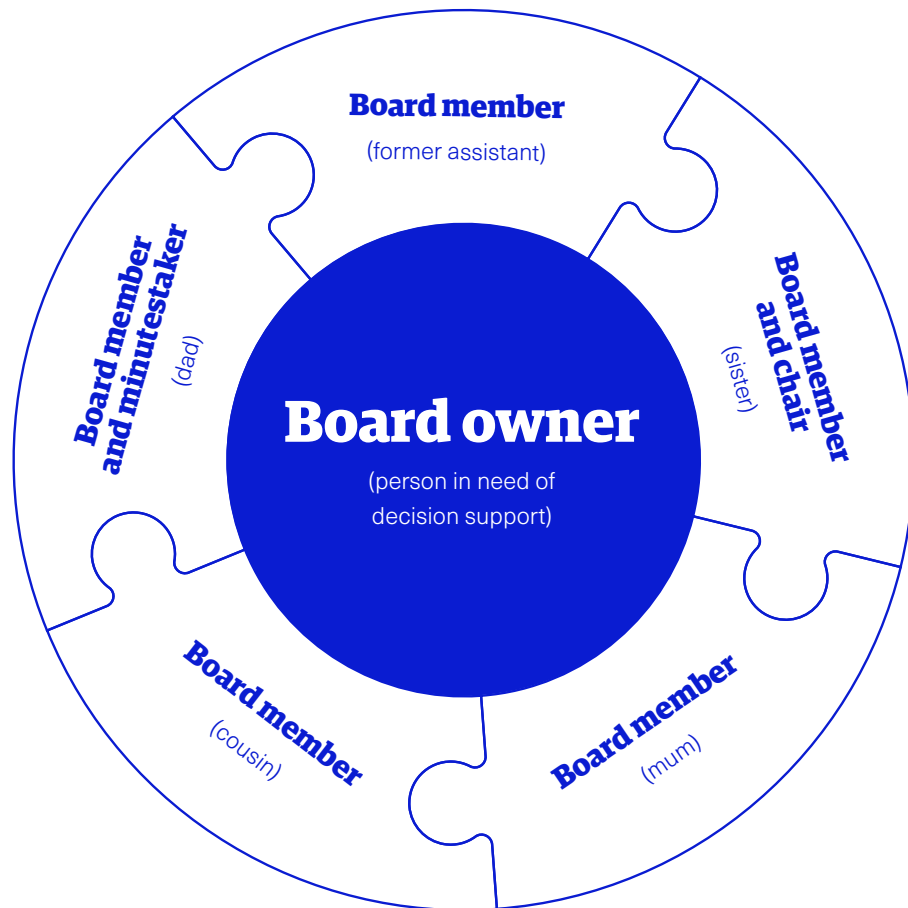 Board member
(former assistant)
Board member
and chair
(sister)
Board member
(mum)
Board member
(cousin)
Board member
and minutestaker
(dad)
Board owner
(person in need of
decision support)